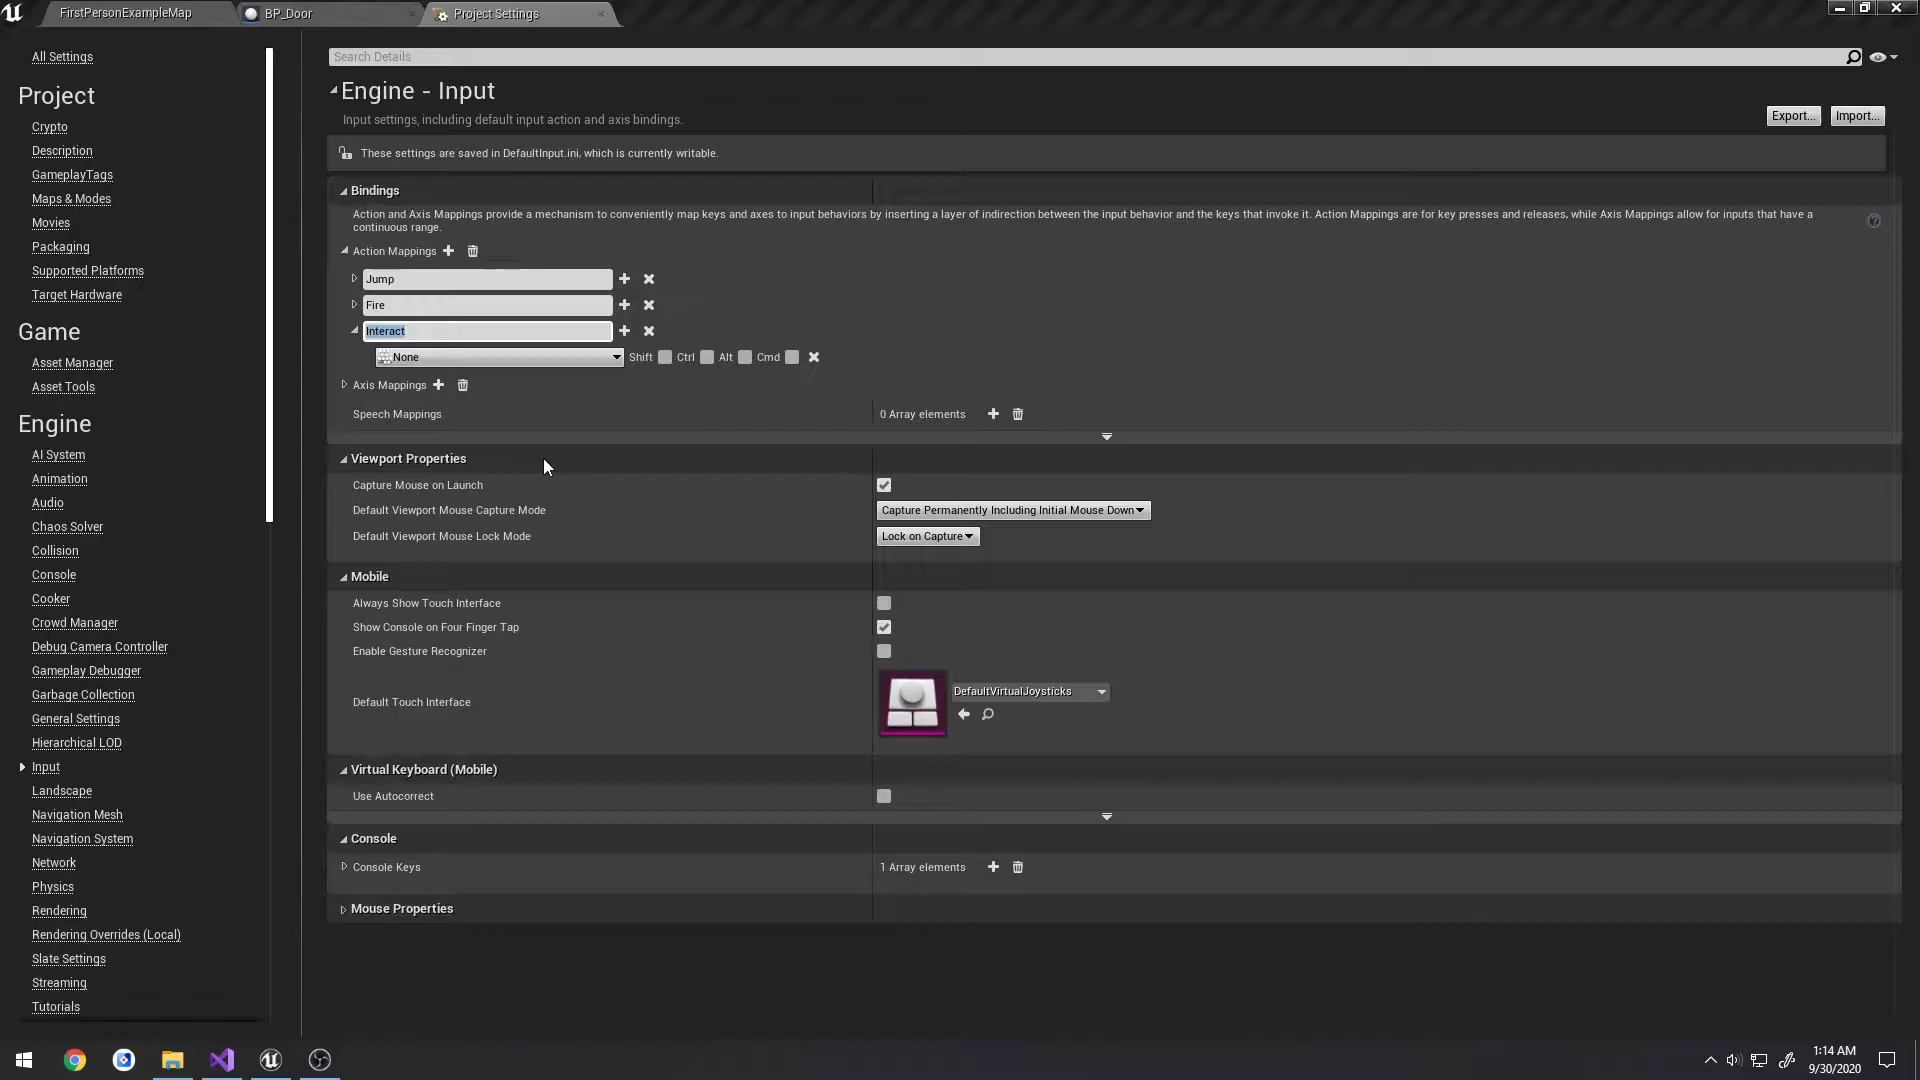 FirstPersonExampleMap
BP_Door
Project Settings
All Settings
Project
Crypto
Description
GameplayTags
Maps & Modes
Movies
Packaging
Supported Platforms
Target Hardware
Game
Asset Manager
Asset Tools
Engine
AI System
Animation
Audio
Chaos Solver
Collision
Console
Cooker
Crowd Manager
Debug Camera Controller
Gameplay Debugger
Garbage Collection
General Settings
Hierarchical LOD
Input
Landscape
Navigation Mesh
Navigation System
Network
Physics
Rendering
Rendering Overrides (Local)
Slate Settings
Streaming
Tutorials
Search Details
Engine - Input
Input settings, including default input action and axis bindings.
Export...
Import...
These settings are saved in DefaultInput.ini, which is currently writable.
Bindings
Action and Axis Mappings provide a mechanism to conveniently map keys and axes to input behaviors by inserting a layer of indirection between the input behavior and the keys that invoke it. Action Mappings are for key presses and releases, while Axis Mappings allow for inputs that have a
continuous range.
Action Mappings
Jump
Fire
Interact
None Shift Ctrl Alt Cmd
Axis Mappings
Speech Mappings 0 Array elements
Viewport Properties
Capture Mouse on Launch
Default Viewport Mouse Capture Mode Capture Permanently Including Initial Mouse Down
Default Viewport Mouse Lock Mode Lock on Capture
Mobile
Always Show Touch Interface
Show Console on Four Finger Tap
Enable Gesture Recognizer
Default Touch Interface DefaultVirtualJoysticks
Virtual Keyboard (Mobile)
Use Autocorrect
Console
Console Keys 1 Array elements
Mouse Properties
1:14 AM
9/30/2020